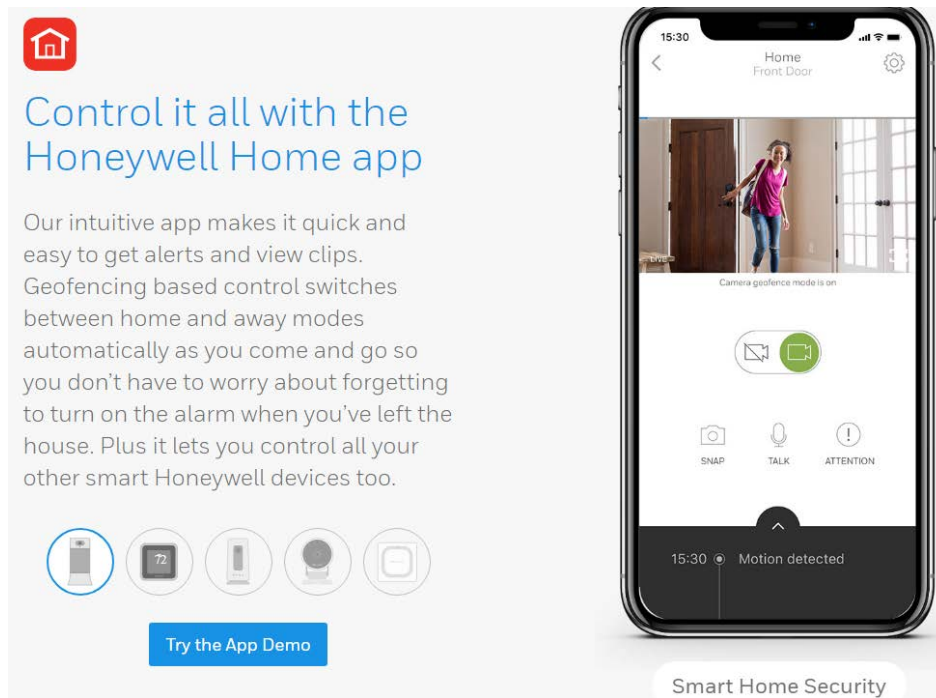 Control it all with the
Honeywell Home app
Our intuitive app makes it quick and
easy to get alerts and view clips.
Geofencing based control switches
between home and away modes
automatically as you come and go so
you don't have to worry about forgetting
to turn on the alarm when you've left the
house. Plus it lets you control all your
other smart Honeywell devices too.
72
Try the App Demo
15:30
Home
Front Door
Live
Camera geofence mode is on
SNAP
TALK
ATTENTION
15:30
Motion detected
Smart Home Security